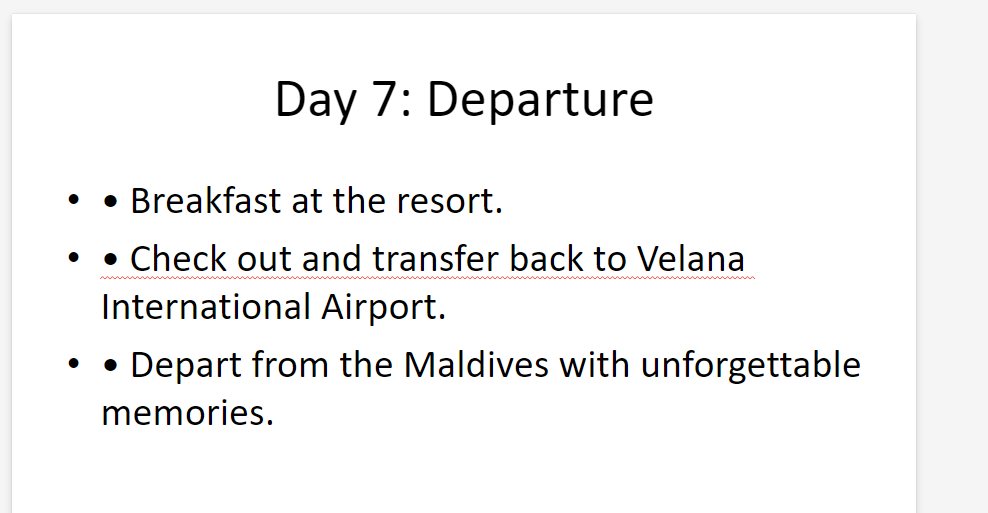 Day 7: Departure
• • Breakfast at the resort.
• • Check out and transfer back to Velana
International Airport.
• • Depart from the Maldives with unforgettable
memories.